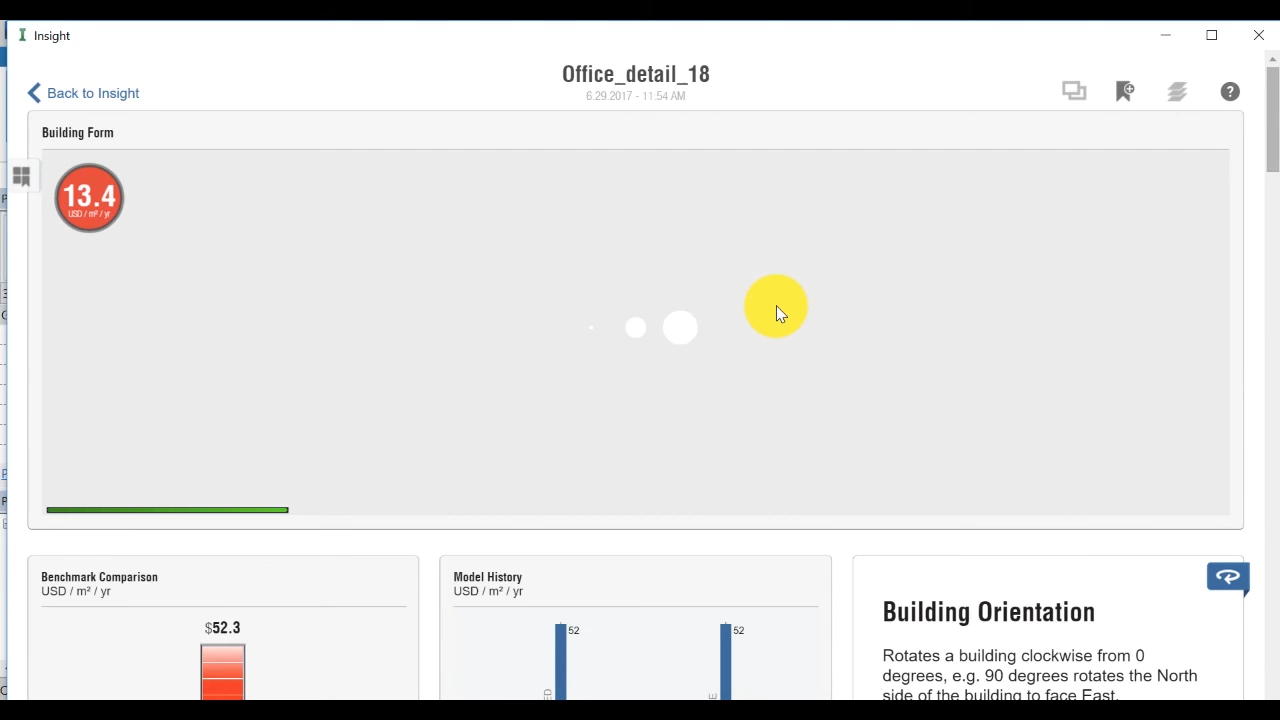 Insight
Office_detail_18
6.29.2017 - 11:54 AM
Back to Insight
Building Form
13.4
USD / m² / yr
Benchmark Comparison
USD / m² / yr
$52.3
Model History
USD / m² / yr
52
52
Building Orientation
Rotates a building clockwise from 0
degrees, e.g. 90 degrees rotates the North
side of the building to face East.